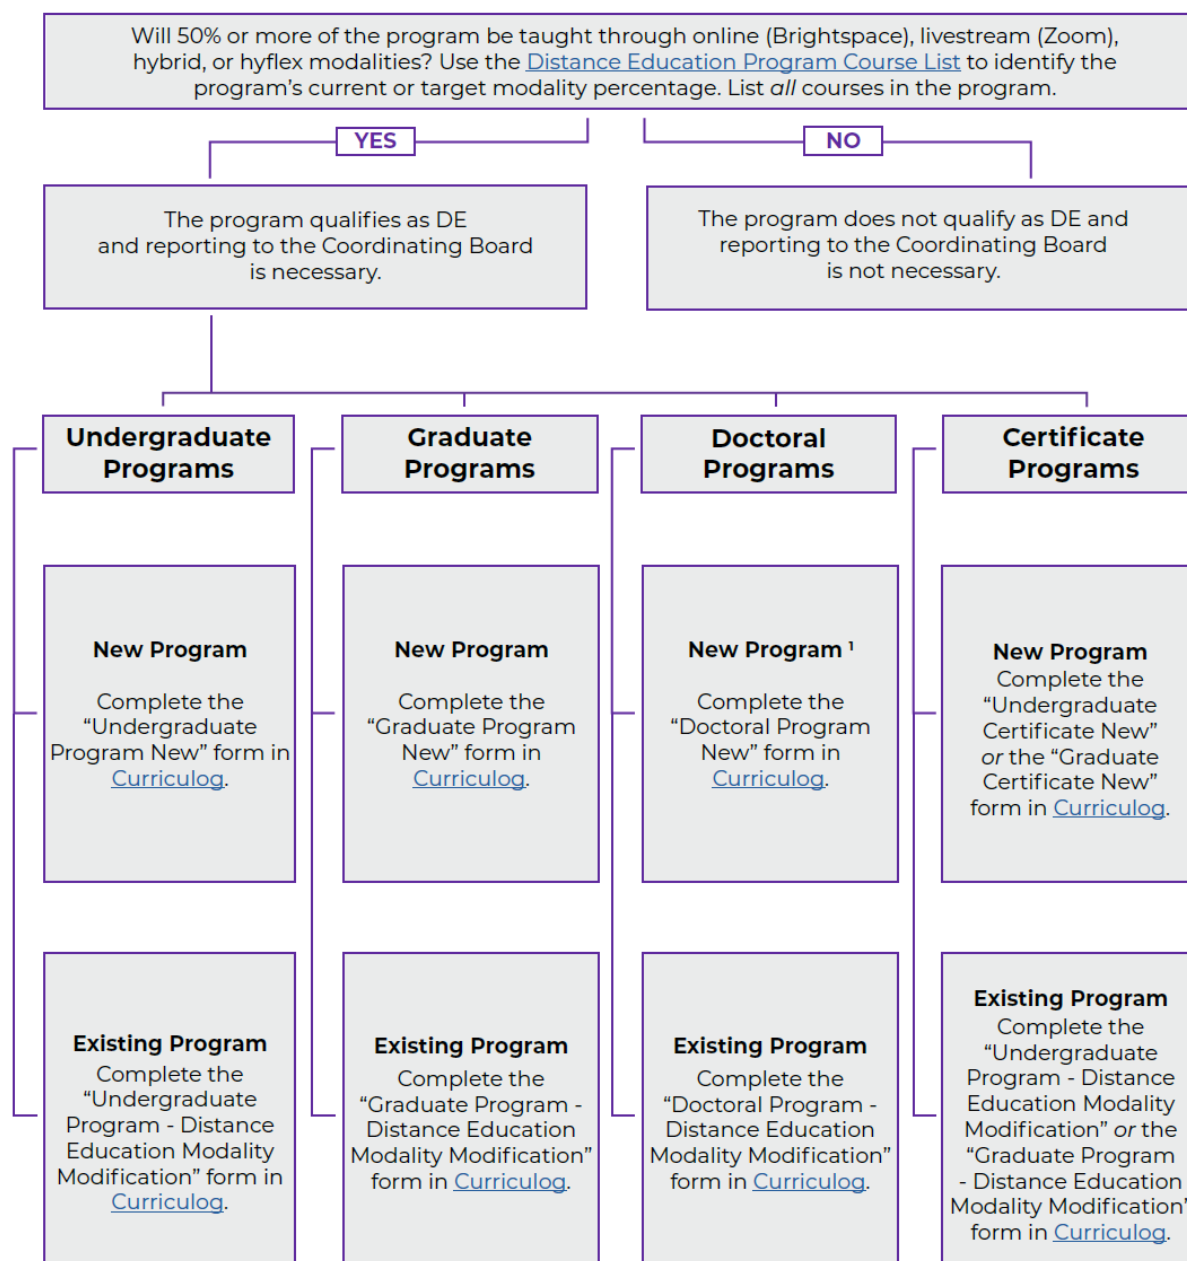 Will 50% or more of the program be taught through online (Brightspace), livestream (Zoom),
hybrid, or hyflex modalities? Use the Distance Education Program Course List to identify the
program’s current or target modality percentage. List all courses in the program.
YES
NO
The program qualifies as DE
and reporting to the Coordinating Board
is necessary.
The program does not qualify as DE and
reporting to the Coordinating Board
is not necessary.
Undergraduate
Programs
Graduate
Programs
Doctoral
Programs
Certificate
Programs
New Program
Complete the
“Undergraduate
Program New” form in
Curriculog.
New Program
Complete the
“Graduate Program
New” form in
Curriculog.
New Program ¹
Complete the
“Doctoral Program
New” form in
Curriculog.
New Program
Complete the
“Undergraduate
Certificate New”
or the “Graduate
Certificate New”
form in Curriculog.
Existing Program
Complete the
“Undergraduate
Program - Distance
Education Modality
Modification” form in
Curriculog.
Existing Program
Complete the
“Graduate Program -
Distance Education
Modality Modification”
form in Curriculog.
Existing Program
Complete the
“Doctoral Program -
Distance Education
Modality Modification”
form in Curriculog.
Existing Program
Complete the
“Undergraduate
Program - Distance
Education Modality
Modification” or the
“Graduate Program
- Distance Education
Modality Modification”
form in Curriculog.